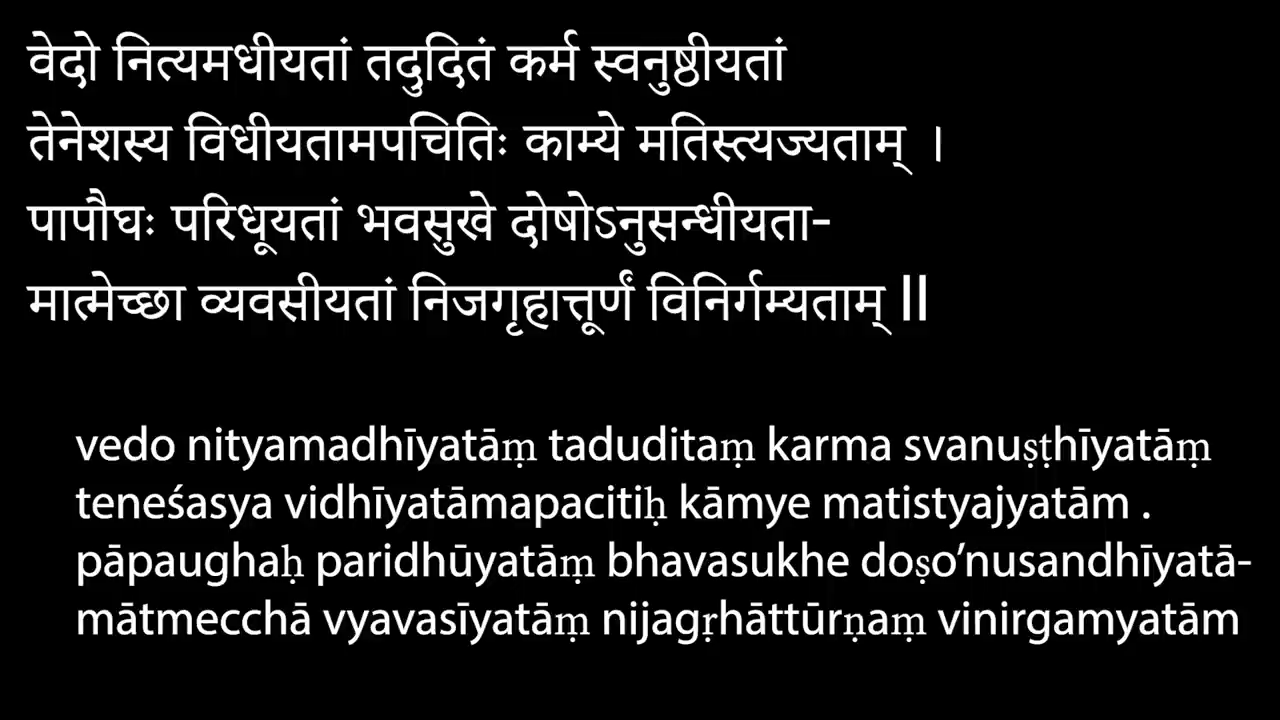 वेदो नित्यमधीयतां तदुदितं कर्म स्वनुष्ठीयतां
तेनेशस्य विधीयतामपचितिः काम्ये मतिस्त्यज्यताम् ।
पापौघः परिधूयतां भवसुखे दोषोऽनुसन्धीयता-
मात्मेच्छा व्यवसीयतां निजगृहात्तूर्णं विनिर्गम्यताम् ॥
vedo nityamadhīyatāṃ taduditaṃ karma svanuṣṭhīyatāṃ
teneśasya vidhīyatāmapacitiḥ kāmye matistyajyatām .
pāpaughaḥ paridhūyatāṃ bhavasukhe doṣo’nusandhīyatā-
mātmecchā vyavasīyatāṃ nijagṛhāttūrṇaṃ vinirgamyatām